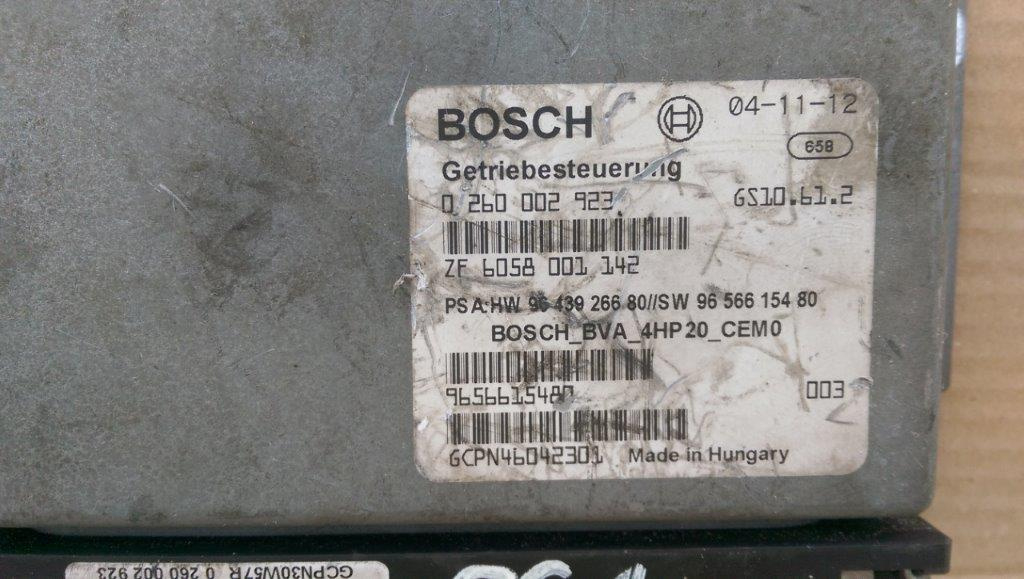 BOSCH 04-11-12
658
Getriebesteuerung
0 260 002 923 GS10.61.2
ZF 6058 001 142
PSA:HW 96 439 266 80//SW 96 566 154 80
BOSCH_BVA_4HP20_CEM0
9656615480 003
GCPN46042301 Made in Hungary
GCPN30W57R 0 260 002 923